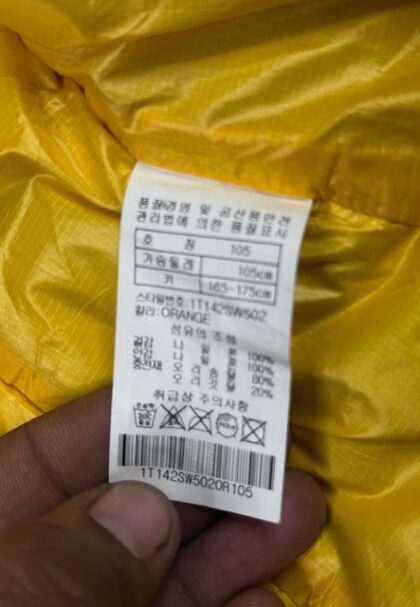 품질경영 및 공산품안전
관리법에 의한 품질표시
호 칭 105
가슴둘레 105cm
키 165-175cm
스타일번호:1T142SW502
칼라:ORANGE
섬유의 조성
겉감 나 일 론 100%
안감 나 일 론 100%
충전재 오 리 솜털 80%
오 리 깃털 20%
취급상 주의사항
1T142SW5020R105